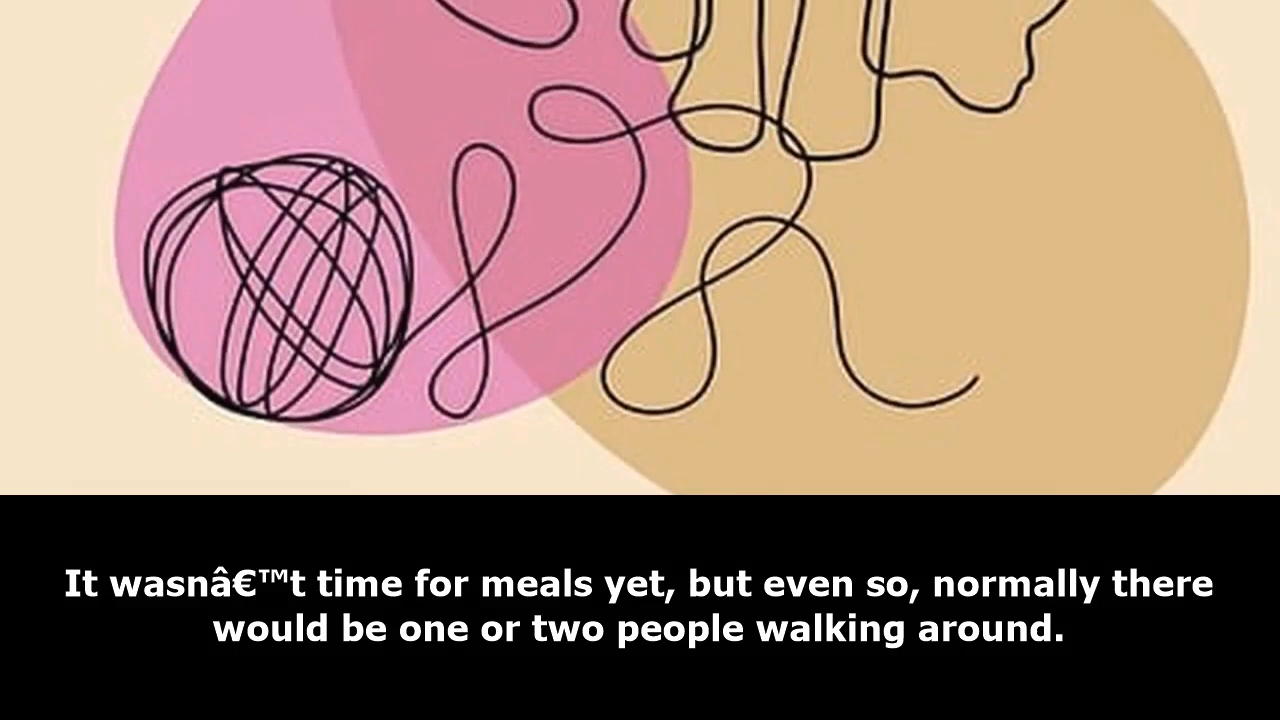 It wasnâ€™t time for meals yet, but even so, normally there
would be one or two people walking around.